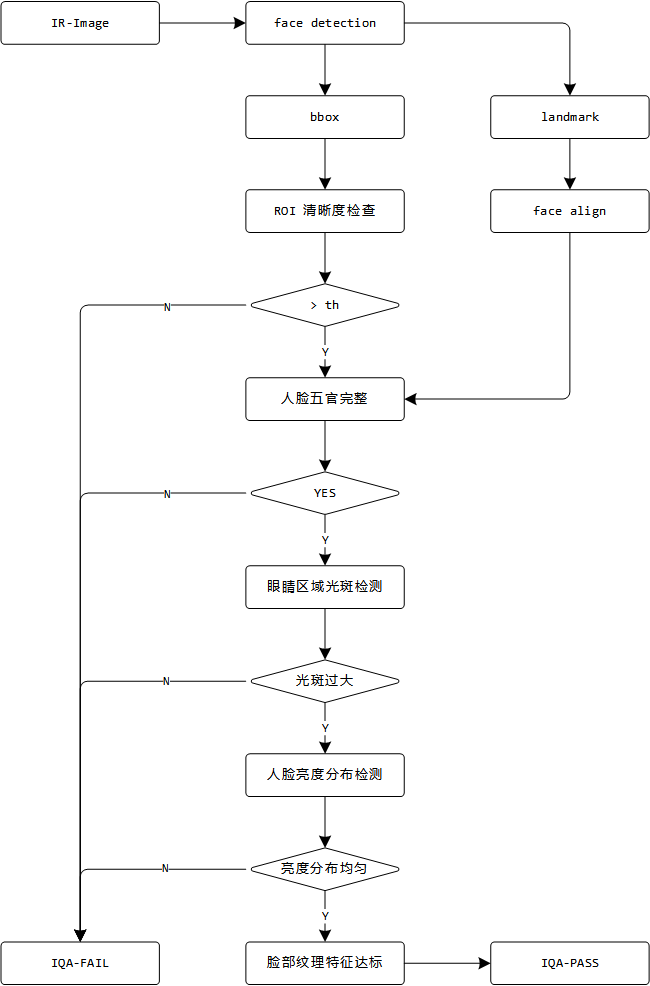 IR-Image
face detection
bbox
landmark
ROI 清晰度检查
face align
> th
N
Y
人脸五官完整
YES
N
Y
眼睛区域光斑检测
光斑过大
N
Y
人脸亮度分布检测
亮度分布均匀
N
Y
IQA-FAIL
脸部纹理特征达标
IQA-PASS